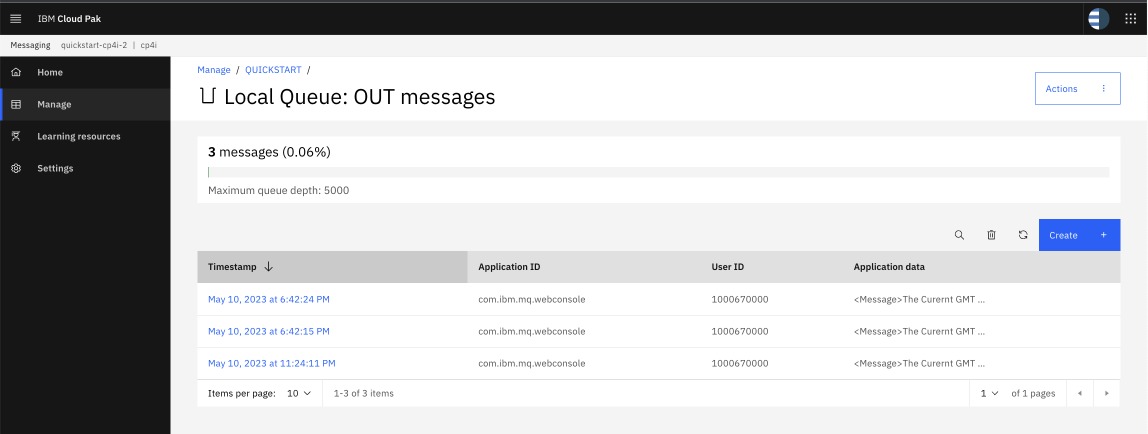 IBM Cloud Pak
Messaging quickstart-cp4i-2 | cp4i
Home
Manage
Learning resources
Settings
Manage / QUICKSTART /
Local Queue: OUT messages
Actions
3 messages (0.06%)
Maximum queue depth: 5000
Create +
Timestamp Application ID User ID Application data
May 10, 2023 at 6:42:24 PM com.ibm.mq.webconsole 1000670000 <Message>The Curernt GMT ...
May 10, 2023 at 6:42:15 PM com.ibm.mq.webconsole 1000670000 <Message>The Curernt GMT ...
May 10, 2023 at 11:24:11 PM com.ibm.mq.webconsole 1000670000 <Message>The Curernt GMT ...
Items per page: 10 1-3 of 3 items 1 of 1 pages